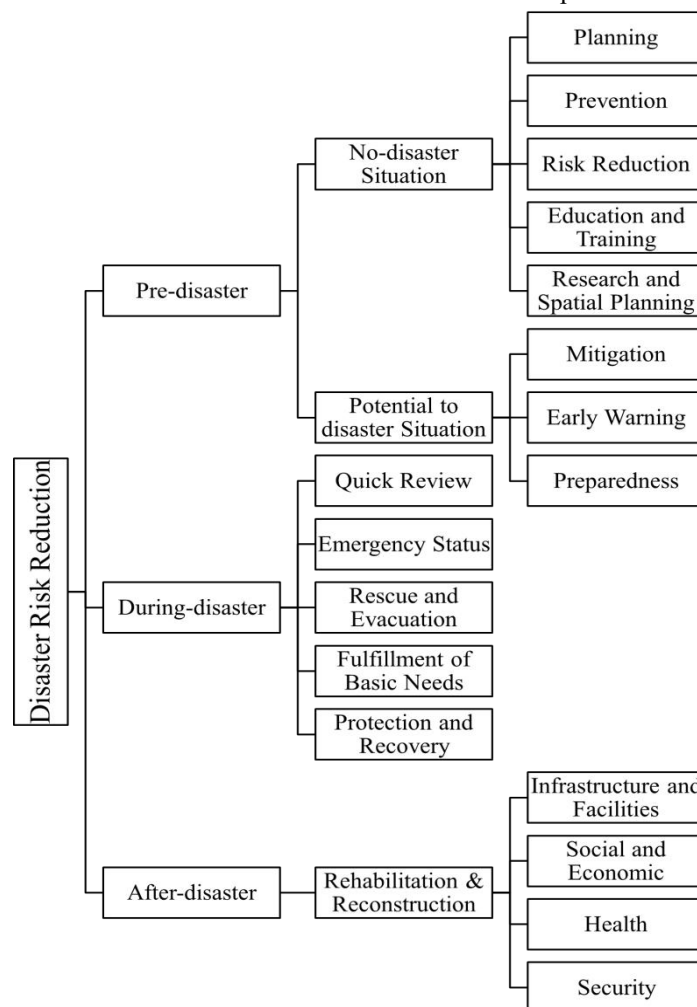 Planning
Prevention
No-disaster
Situation
Risk Reduction
Education and
Training
Pre-disaster
Research and
Spatial Planning
Mitigation
Potential to
disaster Situation
Early Warning
Preparedness
Disaster Risk Reduction
Quick Review
Emergency Status
During-disaster
Rescue and
Evacuation
Fulfillment of
Basic Needs
Protection and
Recovery
Infrastructure and
Facilities
Social and
Economic
After-disaster
Rehabilitation &
Reconstruction
Health
Security